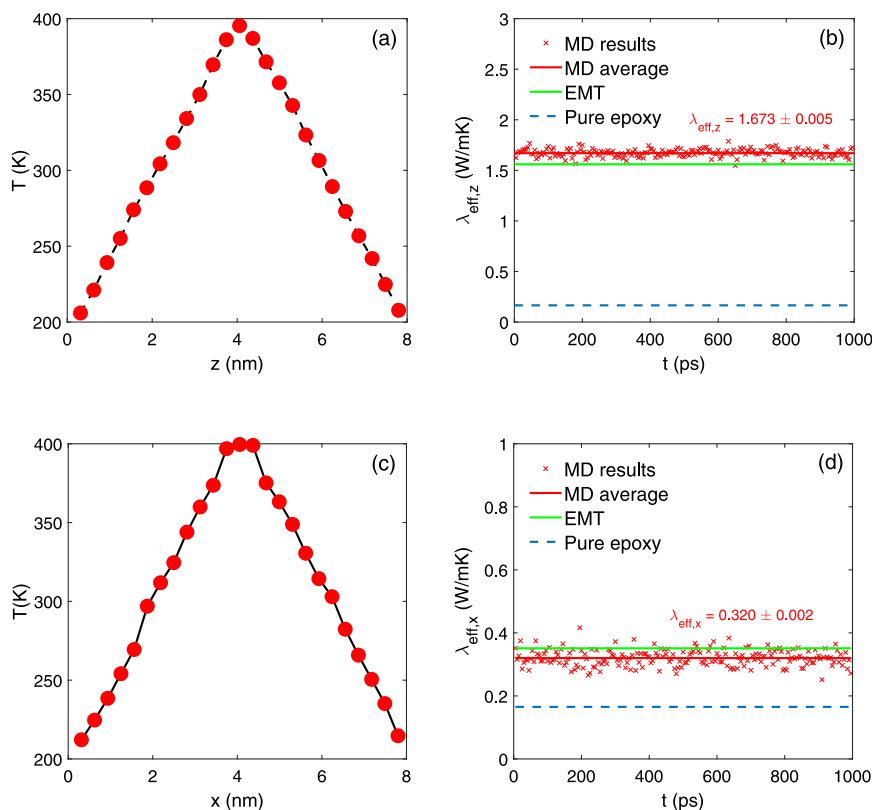 (a)
400
350
300
250
200
T (K)
0 2 4 6 8
z (nm)
(b)
3
2.5
2
1.5
1
0.5
0
λeff,z (W/mK)
MD results
MD average
EMT
Pure epoxy
λeff,z = 1.673 ± 0.005
0 200 400 600 800 1000
t (ps)
(c)
400
350
300
250
200
T(K)
0 2 4 6 8
x (nm)
(d)
1
0.8
0.6
0.4
0.2
0
λeff,x (W/mK)
MD results
MD average
EMT
Pure epoxy
λeff,x = 0.320 ± 0.002
0 200 400 600 800 1000
t (ps)